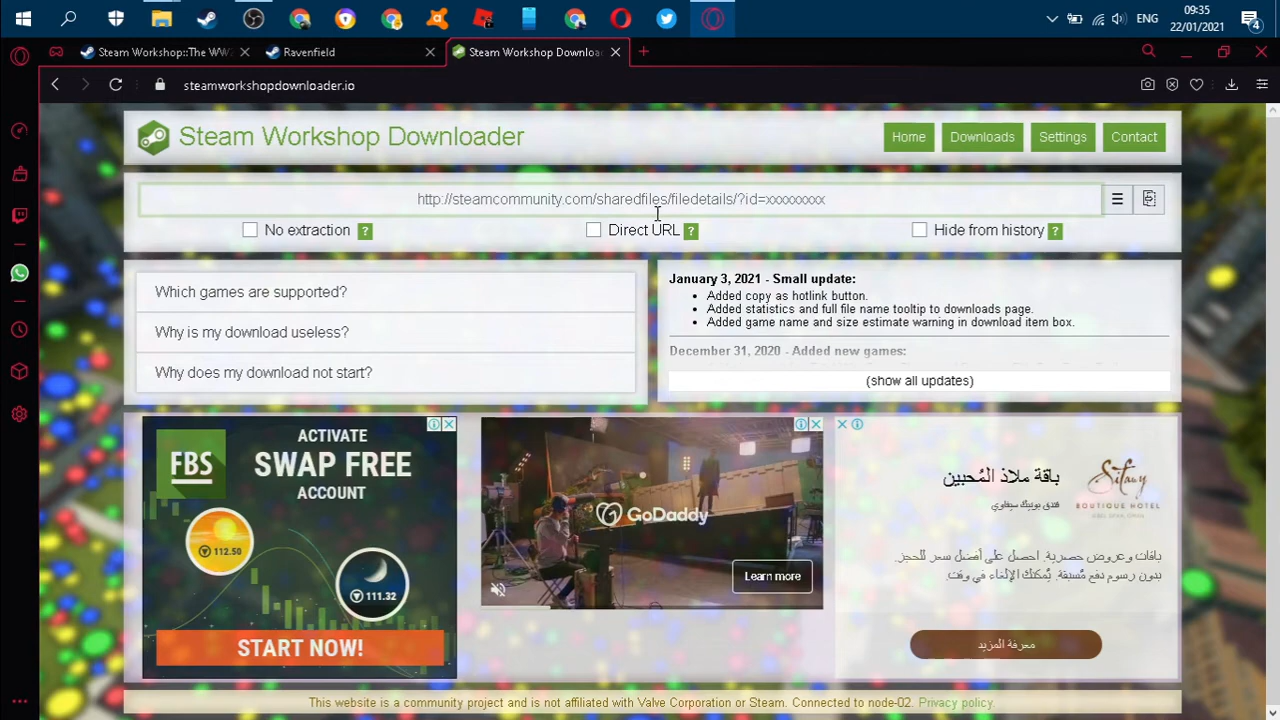 09:35
ENG
22/01/2021
4
Steam Workshop::The WW
Ravenfield
Steam Workshop Downloa
steamworkshopdownloader.io
Steam Workshop Downloader
Home
Downloads
Settings
Contact
http://steamcommunity.com/sharedfiles/filedetails/?id=xxxxxxxxx
No extraction ?
Direct URL ?
Hide from history ?
Which games are supported?
Why is my download useless?
Why does my download not start?
January 3, 2021 - Small update:
• Added copy as hotlink button.
• Added statistics and full file name tooltip to downloads page.
• Added game name and size estimate warning in download item box.
December 31, 2020 - Added new games:
(show all updates)
FBS
ACTIVATE
SWAP FREE
ACCOUNT
112.50
111.32
START NOW!
GoDaddy
Learn more
باقة ملاذ المُحبين
فندق بوتيك سيفاوي
Sifawy
BOUTIQUE HOTEL
باقات وعروض حصرية. احصل على أفضل سعر للحجز.
بدون رسوم دفع مُسبقة. يُمكنك الإلغاء في وقت.
معرفة المزيد
This website is a community project and is not affiliated with Valve Corporation or Steam. Connected to node-02. Privacy policy.